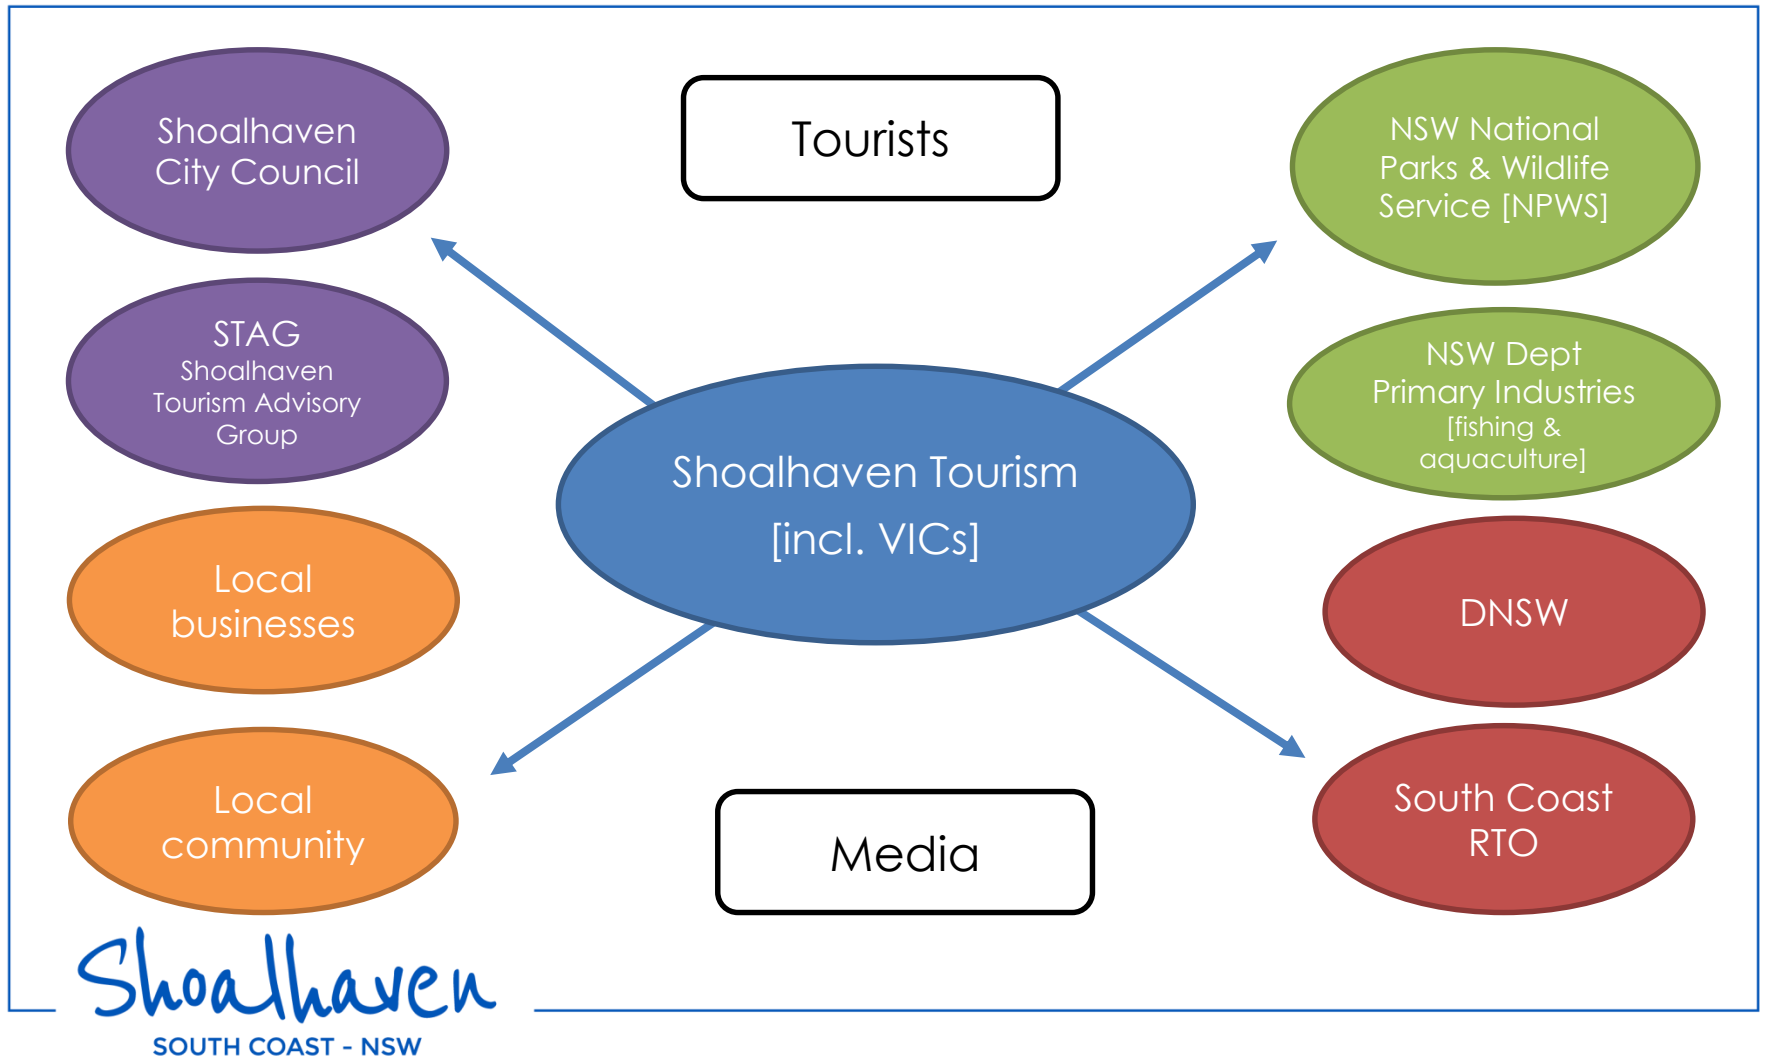 Shoalhaven
City Council
Tourists
NSW National
Parks & Wildlife
Service [NPWS]
STAG
Shoalhaven
Tourism Advisory
Group
NSW Dept
Primary Industries
[fishing &
aquaculture]
Shoalhaven Tourism
[incl. VICs]
Local
businesses
DNSW
Local
community
Media
South Coast
RTO
Shoalhaven
SOUTH COAST - NSW